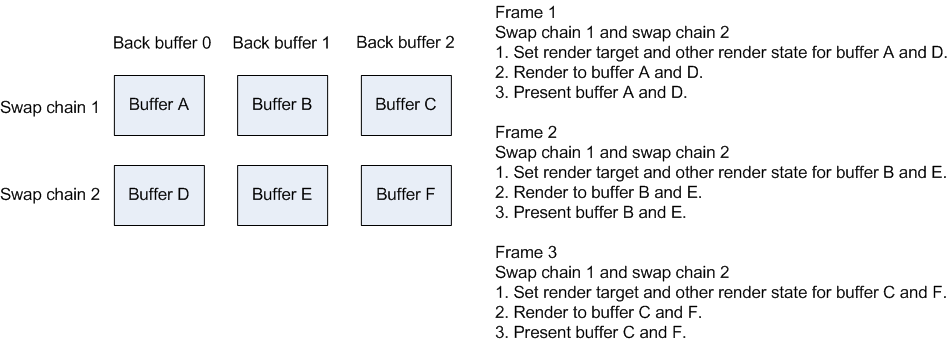 Back buffer 0 Back buffer 1 Back buffer 2
Swap chain 1 Buffer A Buffer B Buffer C
Swap chain 2 Buffer D Buffer E Buffer F
Frame 1
Swap chain 1 and swap chain 2
1. Set render target and other render state for buffer A and D.
2. Render to buffer A and D.
3. Present buffer A and D.
Frame 2
Swap chain 1 and swap chain 2
1. Set render target and other render state for buffer B and E.
2. Render to buffer B and E.
3. Present buffer B and E.
Frame 3
Swap chain 1 and swap chain 2
1. Set render target and other render state for buffer C and F.
2. Render to buffer C and F.
3. Present buffer C and F.